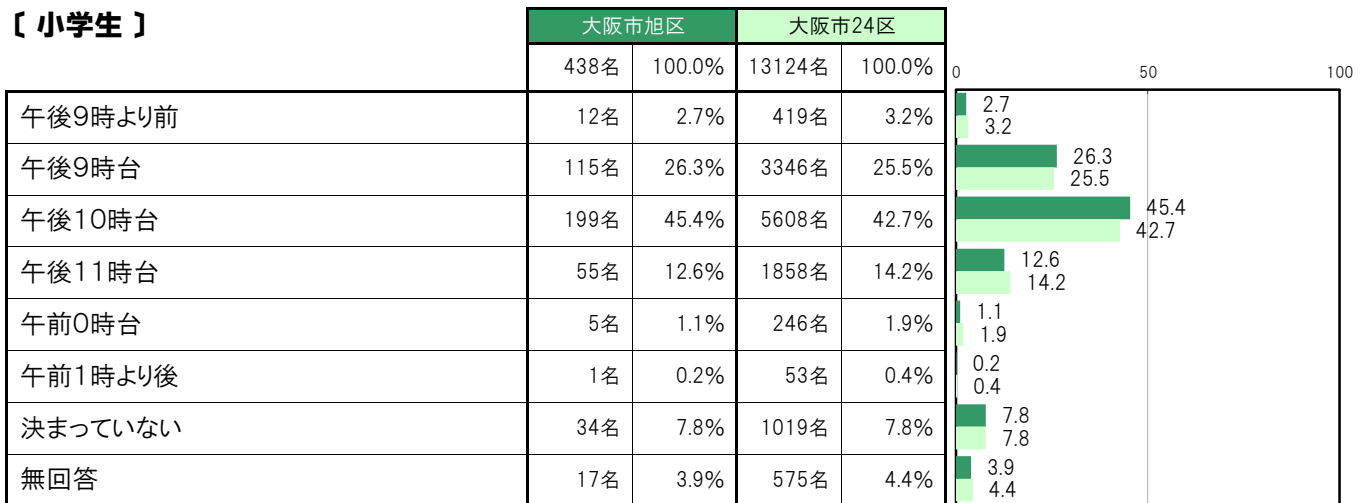 〔 小学生 〕
大阪市旭区 大阪市24区
438名 100.0% 13124名 100.0%
0 50 100
午後9時より前 12名 2.7% 419名 3.2% 2.7 3.2
午後9時台 115名 26.3% 3346名 25.5% 26.3 25.5
午後10時台 199名 45.4% 5608名 42.7% 45.4 42.7
午後11時台 55名 12.6% 1858名 14.2% 12.6 14.2
午前0時台 5名 1.1% 246名 1.9% 1.1 1.9
午前1時より後 1名 0.2% 53名 0.4% 0.2 0.4
決まっていない 34名 7.8% 1019名 7.8% 7.8 7.8
無回答 17名 3.9% 575名 4.4% 3.9 4.4